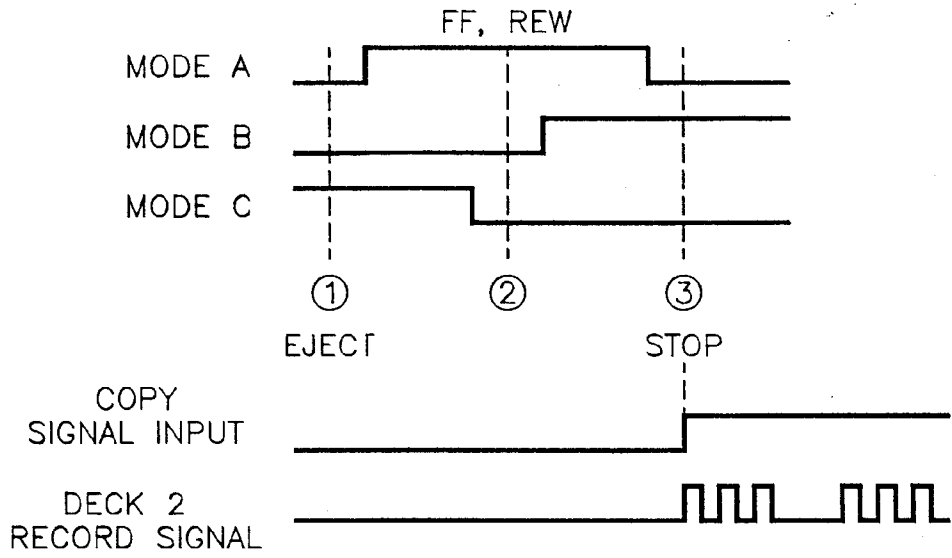 FF, REW
MODE A
MODE B
MODE C
1 2 3
EJECT STOP
COPY
SIGNAL INPUT
DECK 2
RECORD SIGNAL